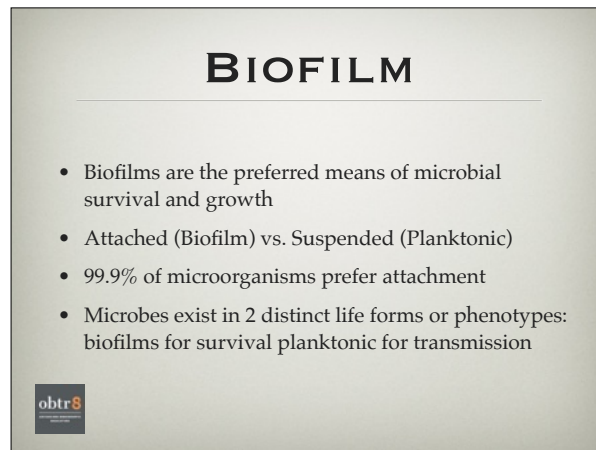 BIOFILM
• Biofilms are the preferred means of microbial
survival and growth
• Attached (Biofilm) vs. Suspended (Planktonic)
• 99.9% of microorganisms prefer attachment
• Microbes exist in 2 distinct life forms or phenotypes:
biofilms for survival planktonic for transmission
obtr8